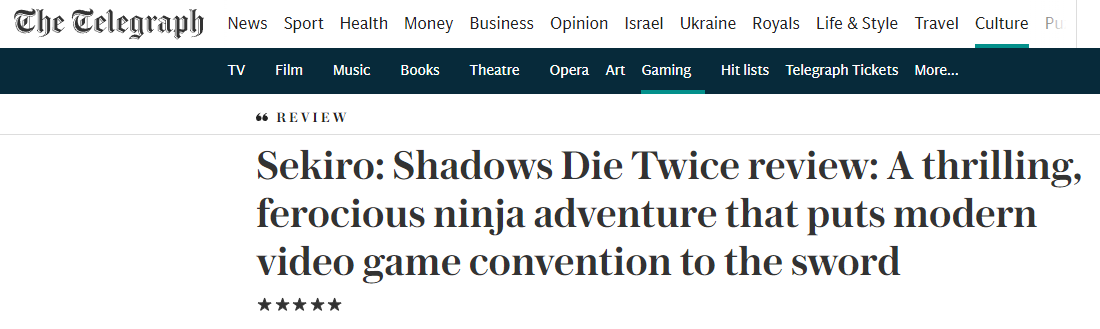 The Telegraph News Sport Health Money Business Opinion Israel Ukraine Royals Life & Style Travel Culture Pu
TV Film Music Books Theatre Opera Art Gaming Hit lists Telegraph Tickets More...
“ REVIEW
Sekiro: Shadows Die Twice review: A thrilling,
ferocious ninja adventure that puts modern
video game convention to the sword
★★★★★